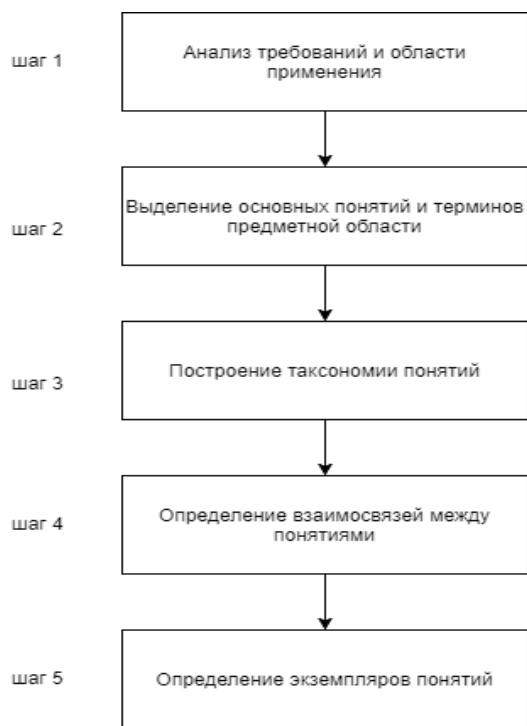 шаг 1
Анализ требований и области
применения
шаг 2
Выделение основных понятий и терминов
предметной области
шаг 3
Построение таксономии понятий
шаг 4
Определение взаимосвязей между
понятиями
шаг 5
Определение экземпляров понятий